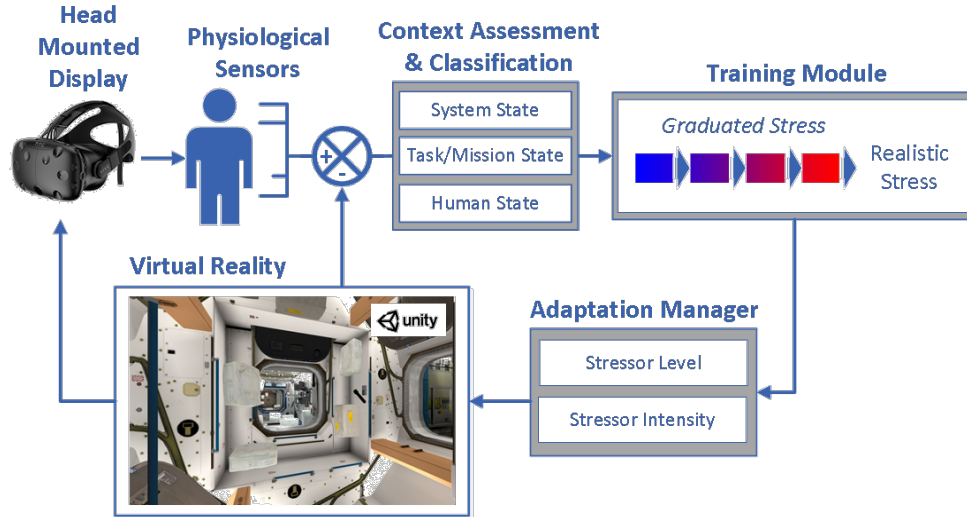 Head
Mounted
Display
Physiological
Sensors
Context Assessment
& Classification
System State
Task/Mission State
Human State
+
-
Training Module
Graduated Stress
Realistic
Stress
Virtual Reality
unity
Adaptation Manager
Stressor Level
Stressor Intensity